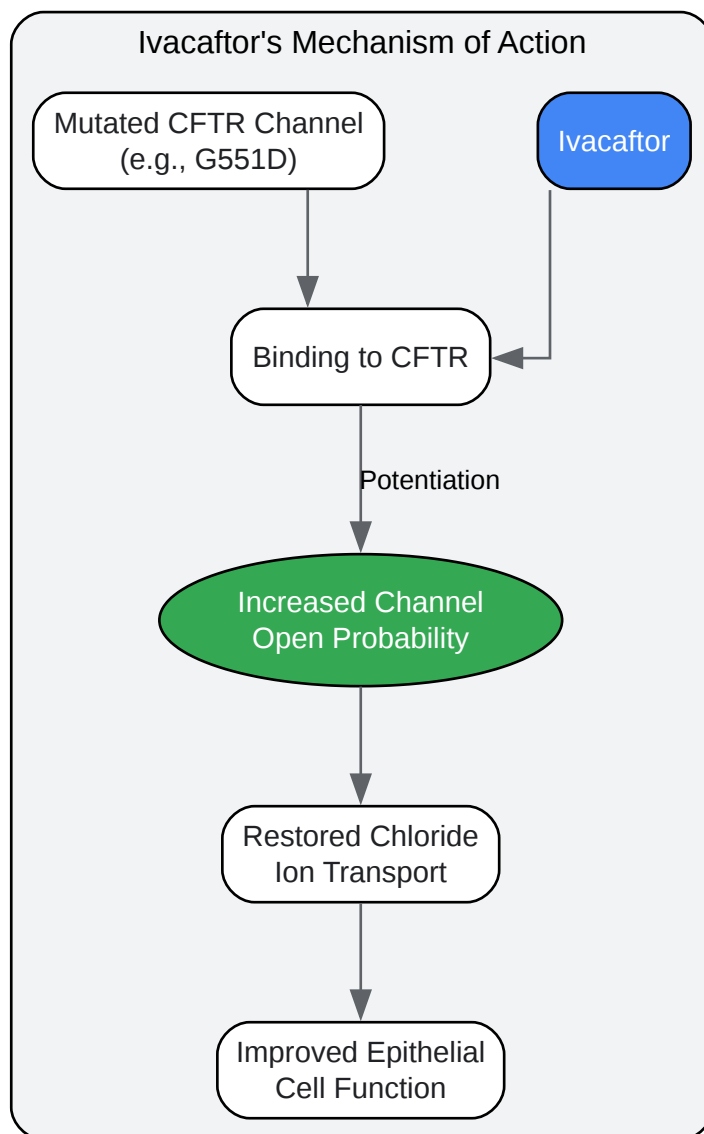 Ivacaftor's Mechanism of Action
Mutated CFTR Channel
(e.g., G551D)
Ivacaftor
Binding to CFTR
Potentiation
Increased Channel
Open Probability
Restored Chloride
Ion Transport
Improved Epithelial
Cell Function